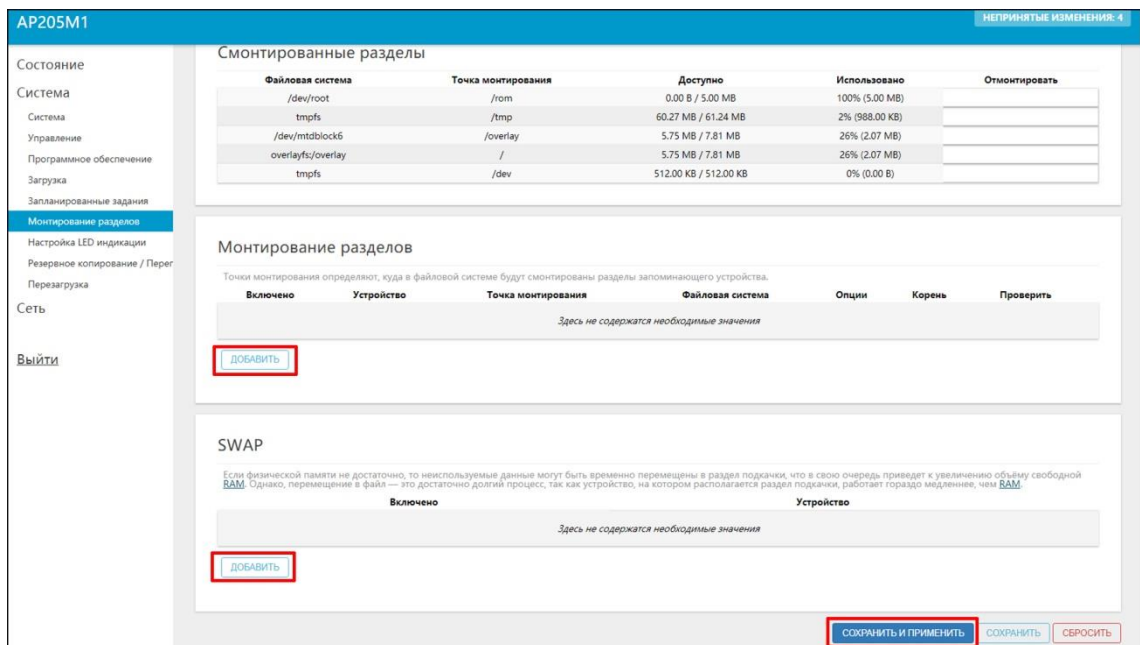 AP205M1
НЕПРИНЯТЫЕ ИЗМЕНЕНИЯ: 4
Состояние
Система
Система
Управление
Программное обеспечение
Загрузка
Запланированные задания
Монтирование разделов
Настройка LED индикации
Резервное копирование / Перег
Перезагрузка
Сеть
Выйти
Смонтированные разделы
Файловая система Точка монтирования Доступно Использовано Отмонтировать
/dev/root /rom 0.00 B / 5.00 MB 100% (5.00 MB)
tmpfs /tmp 60.27 MB / 61.24 MB 2% (988.00 KB)
/dev/mtdblock6 /overlay 5.75 MB / 7.81 MB 26% (2.07 MB)
overlayfs:/overlay / 5.75 MB / 7.81 MB 26% (2.07 MB)
tmpfs /dev 512.00 KB / 512.00 KB 0% (0.00 B)
Монтирование разделов
Точки монтирования определяют, куда в файловой системе будут смонтированы разделы запоминающего устройства.
Включено Устройство Точка монтирования Файловая система Опции Корень Проверить
Здесь не содержатся необходимые значения
ДОБАВИТЬ
SWAP
Если физической памяти не достаточно, то неиспользуемые данные могут быть временно перемещены в раздел подкачки, что в свою очередь приведет к увеличению объёму свободной
RAM. Однако, перемещение в файл — это достаточно долгий процесс, так как устройство, на котором располагается раздел подкачки, работает гораздо медленнее, чем RAM.
Включено Устройство
Здесь не содержатся необходимые значения
ДОБАВИТЬ
СОХРАНИТЬ И ПРИМЕНИТЬ СОХРАНИТЬ СБРОСИТЬ